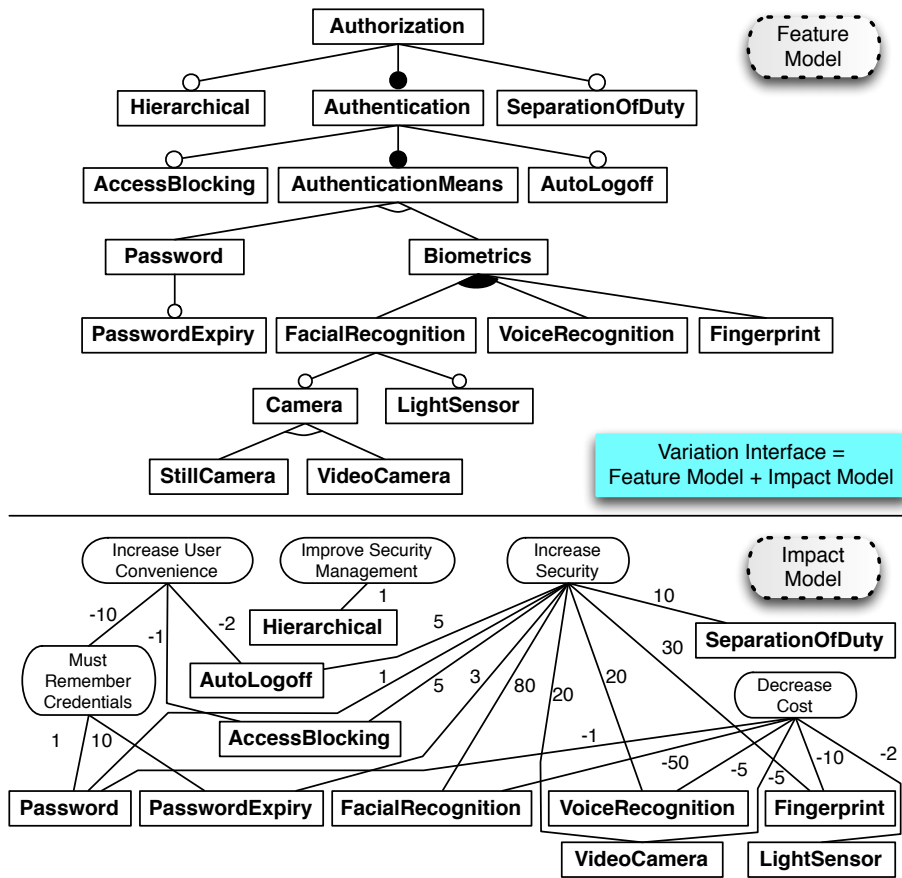 Authorization
Feature
Model
Hierarchical
Authentication
SeparationOfDuty
AccessBlocking
AuthenticationMeans
AutoLogoff
Password
Biometrics
PasswordExpiry
FacialRecognition
VoiceRecognition
Fingerprint
Camera
LightSensor
StillCamera
VideoCamera
Variation Interface =
Feature Model + Impact Model
Increase User
Convenience
Improve Security
Management
Increase
Security
Impact
Model
-10
-1
-2
1
5
10
Hierarchical
SeparationOfDuty
30
Must
Remember
Credentials
AutoLogoff
1
5
3
80
20
20
Decrease
Cost
AccessBlocking
1
10
-1
-50
-5
-5
-10
-2
Password
PasswordExpiry
FacialRecognition
VoiceRecognition
Fingerprint
VideoCamera
LightSensor